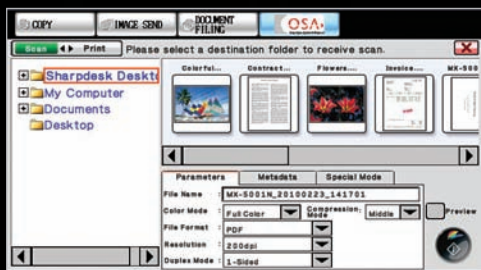 COPY
IMAGE SEND
DOCUMENT
FILING
OSA
Scan Print
Please select a destination folder to receive scan.
X
Sharpdesk Deskt
My Computer
Documents
Desktop
Colorful...
Contract...
Flowers...
Invoice...
MX-500
Parameters
Metadata
Special Mode
File Name : MX-5001N_20100223_141701
Color Mode : Full Color
Compression Mode : Middle
Preview
File Format : PDF
Resolution : 200dpi
Duplex Mode : 1-Sided